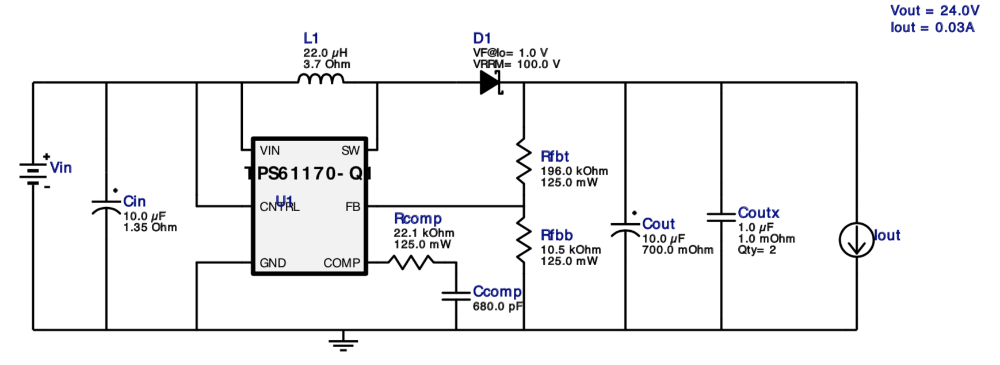 Vout = 24.0V
Iout = 0.03A
L1
22.0 µH
3.7 Ohm
D1
VF@Io= 1.0 V
VRRM= 100.0 V
+
Vin
-
Cin
10.0 µF
1.35 Ohm
VIN
SW
TPS61170-Q1
U1
CNTRL
FB
GND
COMP
Rcomp
22.1 kOhm
125.0 mW
Ccomp
680.0 pF
Rfbt
196.0 kOhm
125.0 mW
Rfbb
10.5 kOhm
125.0 mW
Cout
10.0 µF
700.0 mOhm
Coutx
1.0 µF
1.0 mOhm
Qty= 2
Iout